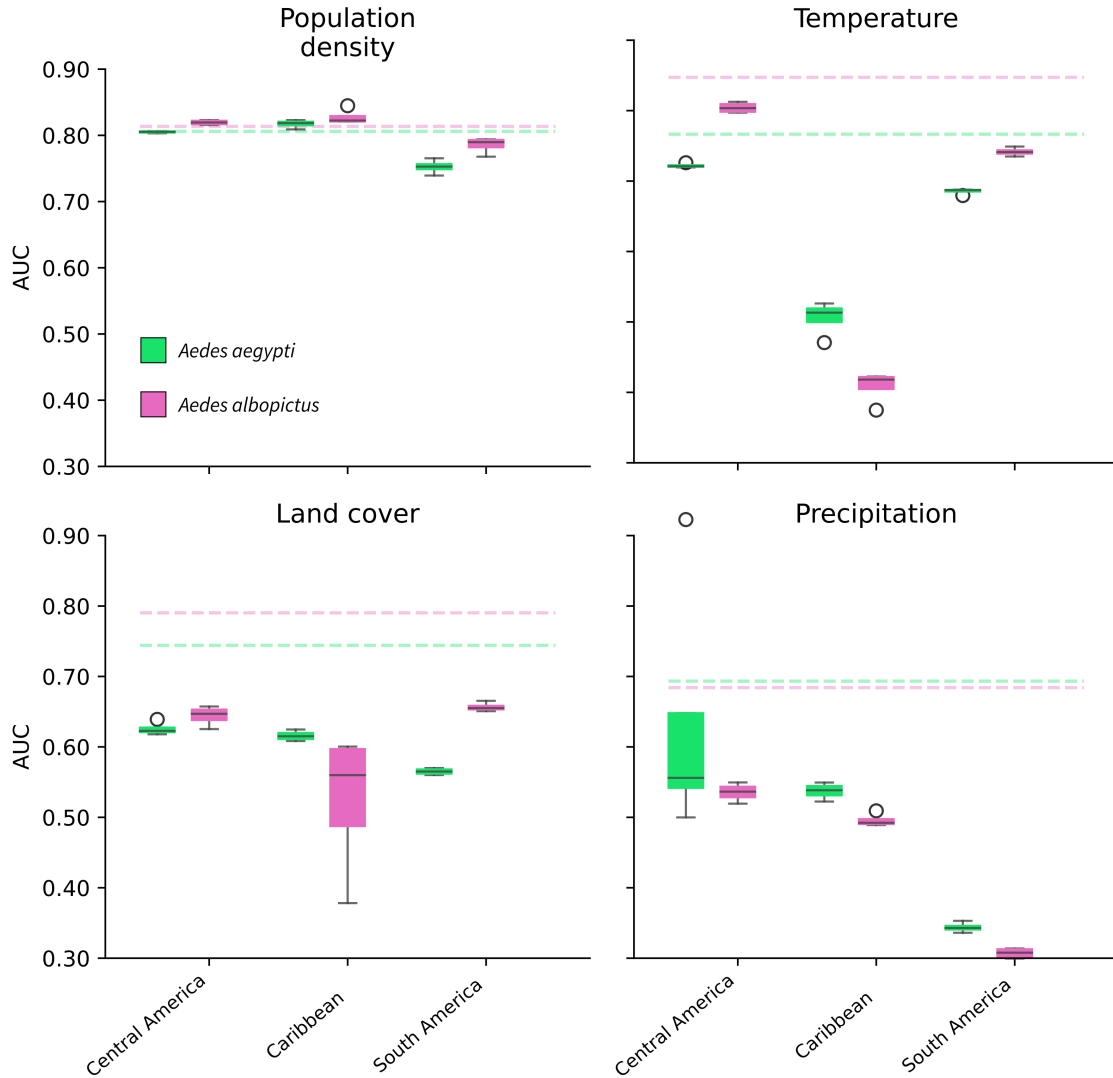 Population
density
Temperature
AUC
0.90
0.80
0.70
0.60
0.50
0.40
0.30
Aedes aegypti
Aedes albopictus
Land cover
Precipitation
AUC
0.90
0.80
0.70
0.60
0.50
0.40
0.30
Central America
Caribbean
South America
Central America
Caribbean
South America